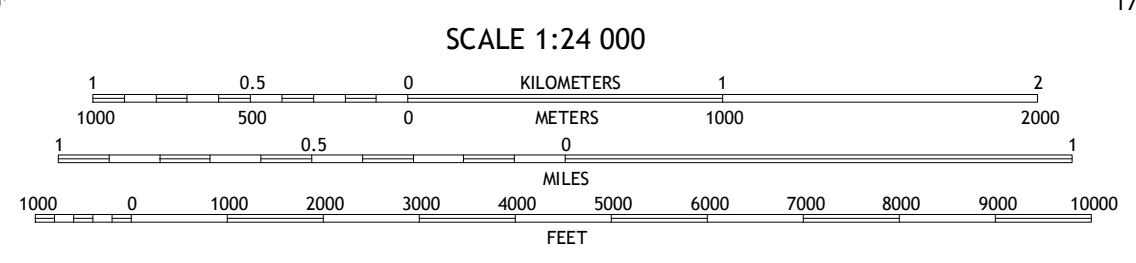 17
SCALE 1:24 000
1 0.5 0 KILOMETERS 1 2
1000 500 0 METERS 1000 2000
1 0.5 0 1
MILES
1000 0 1000 2000 3000 4000 5000 6000 7000 8000 9000 10000
FEET